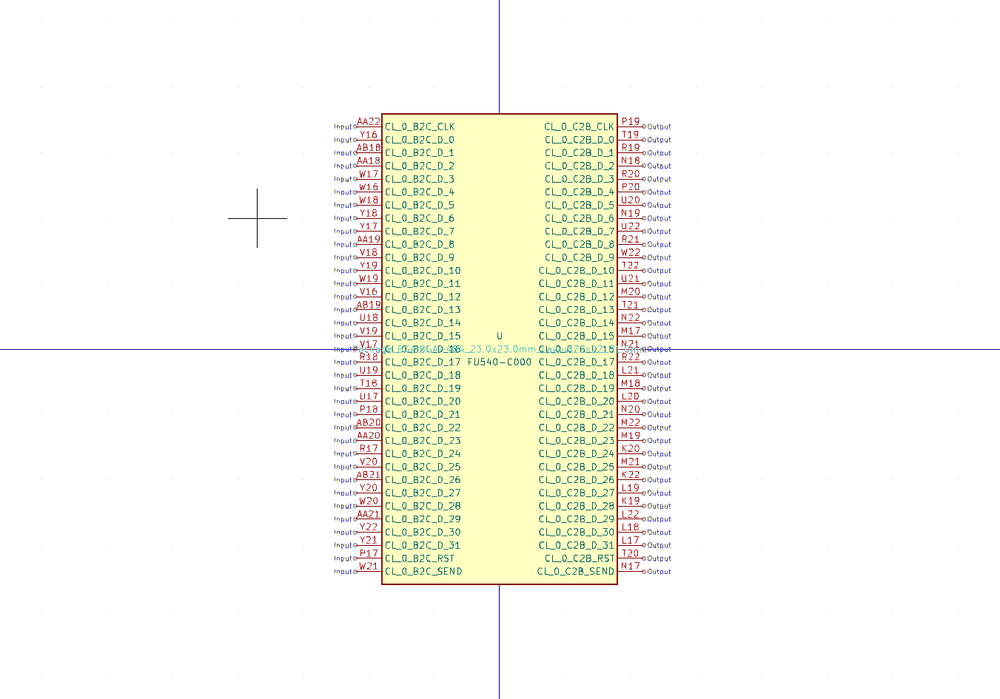 Input AA22 CL_0_B2C_CLK CL_0_C2B_CLK P19 Output
Input Y16 CL_0_B2C_D_0 CL_0_C2B_D_0 T19 Output
Input AB18 CL_0_B2C_D_1 CL_0_C2B_D_1 R19 Output
Input AA18 CL_0_B2C_D_2 CL_0_C2B_D_2 N18 Output
Input W17 CL_0_B2C_D_3 CL_0_C2B_D_3 R20 Output
Input W16 CL_0_B2C_D_4 CL_0_C2B_D_4 P20 Output
Input W18 CL_0_B2C_D_5 CL_0_C2B_D_5 U20 Output
Input Y18 CL_0_B2C_D_6 CL_0_C2B_D_6 N19 Output
Input Y17 CL_0_B2C_D_7 CL_0_C2B_D_7 U22 Output
Input AA19 CL_0_B2C_D_8 CL_0_C2B_D_8 R21 Output
Input V18 CL_0_B2C_D_9 CL_0_C2B_D_9 W22 Output
Input Y19 CL_0_B2C_D_10 CL_0_C2B_D_10 T22 Output
Input W19 CL_0_B2C_D_11 CL_0_C2B_D_11 U21 Output
Input V16 CL_0_B2C_D_12 CL_0_C2B_D_12 M20 Output
Input AB19 CL_0_B2C_D_13 CL_0_C2B_D_13 T21 Output
Input U18 CL_0_B2C_D_14 CL_0_C2B_D_14 N22 Output
Input V19 CL_0_B2C_D_15 U CL_0_C2B_D_15 M17 Output
Input V17 CL_0_B2C_D_16 CL_0_C2B_D_16 N21 Output
Input R18 CL_0_B2C_D_17 FU540-C000 CL_0_C2B_D_17 R22 Output
Input U19 CL_0_B2C_D_18 CL_0_C2B_D_18 L21 Output
Input T18 CL_0_B2C_D_19 CL_0_C2B_D_19 M18 Output
Input U17 CL_0_B2C_D_20 CL_0_C2B_D_20 L20 Output
Input P18 CL_0_B2C_D_21 CL_0_C2B_D_21 N20 Output
Input AB20 CL_0_B2C_D_22 CL_0_C2B_D_22 M22 Output
Input AA20 CL_0_B2C_D_23 CL_0_C2B_D_23 M19 Output
Input R17 CL_0_B2C_D_24 CL_0_C2B_D_24 K20 Output
Input V20 CL_0_B2C_D_25 CL_0_C2B_D_25 M21 Output
Input AB21 CL_0_B2C_D_26 CL_0_C2B_D_26 K22 Output
Input Y20 CL_0_B2C_D_27 CL_0_C2B_D_27 L19 Output
Input W20 CL_0_B2C_D_28 CL_0_C2B_D_28 K19 Output
Input AA21 CL_0_B2C_D_29 CL_0_C2B_D_29 L22 Output
Input Y22 CL_0_B2C_D_30 CL_0_C2B_D_30 L18 Output
Input Y21 CL_0_B2C_D_31 CL_0_C2B_D_31 L17 Output
Input P17 CL_0_B2C_RST CL_0_C2B_RST T20 Output
Input W21 CL_0_B2C_SEND CL_0_C2B_SEND N17 Output